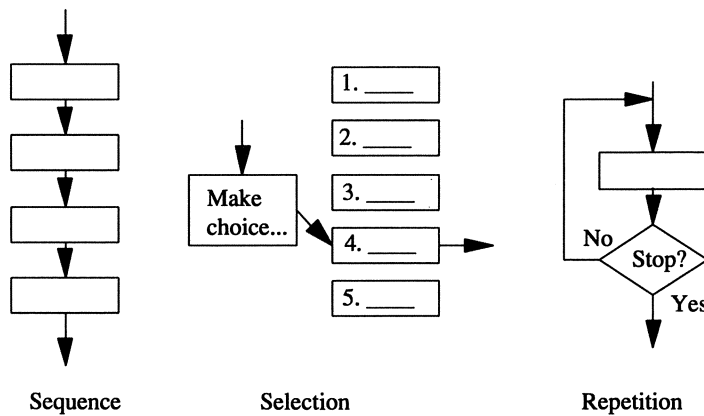 1. ____
2. ____
3. ____
4. ____
5. ____
Make
choice...
No
Stop?
Yes
Sequence
Selection
Repetition